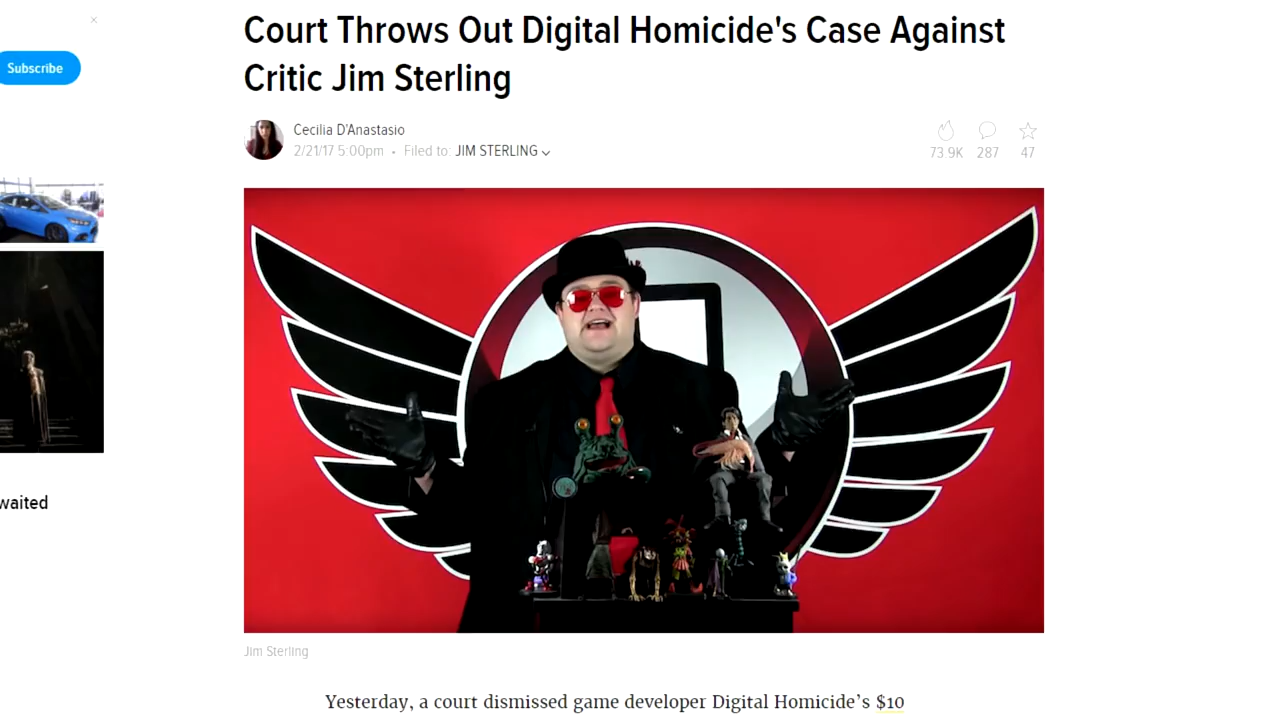 Court Throws Out Digital Homicide's Case Against
Critic Jim Sterling
Subscribe
Cecilia D'Anastasio
2/21/17 5:00pm • Filed to: JIM STERLING
73.9K 287 47
waited
Jim Sterling
Yesterday, a court dismissed game developer Digital Homicide’s $10